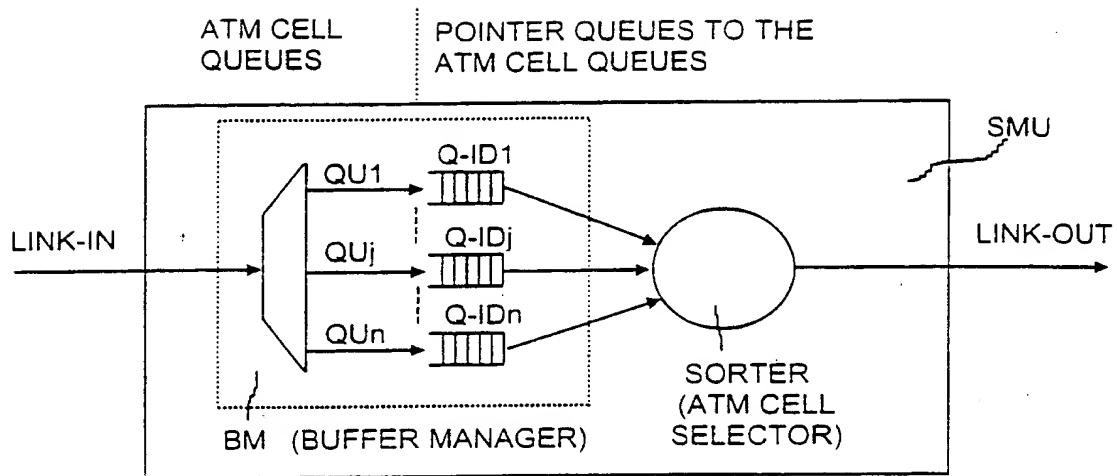 ATM CELL
QUEUES
POINTER QUEUES TO THE
ATM CELL QUEUES
SMU
Q-ID1
QU1
LINK-IN
Q-IDj
QUj
LINK-OUT
Q-IDn
QUn
SORTER
(ATM CELL
SELECTOR)
BM (BUFFER MANAGER)